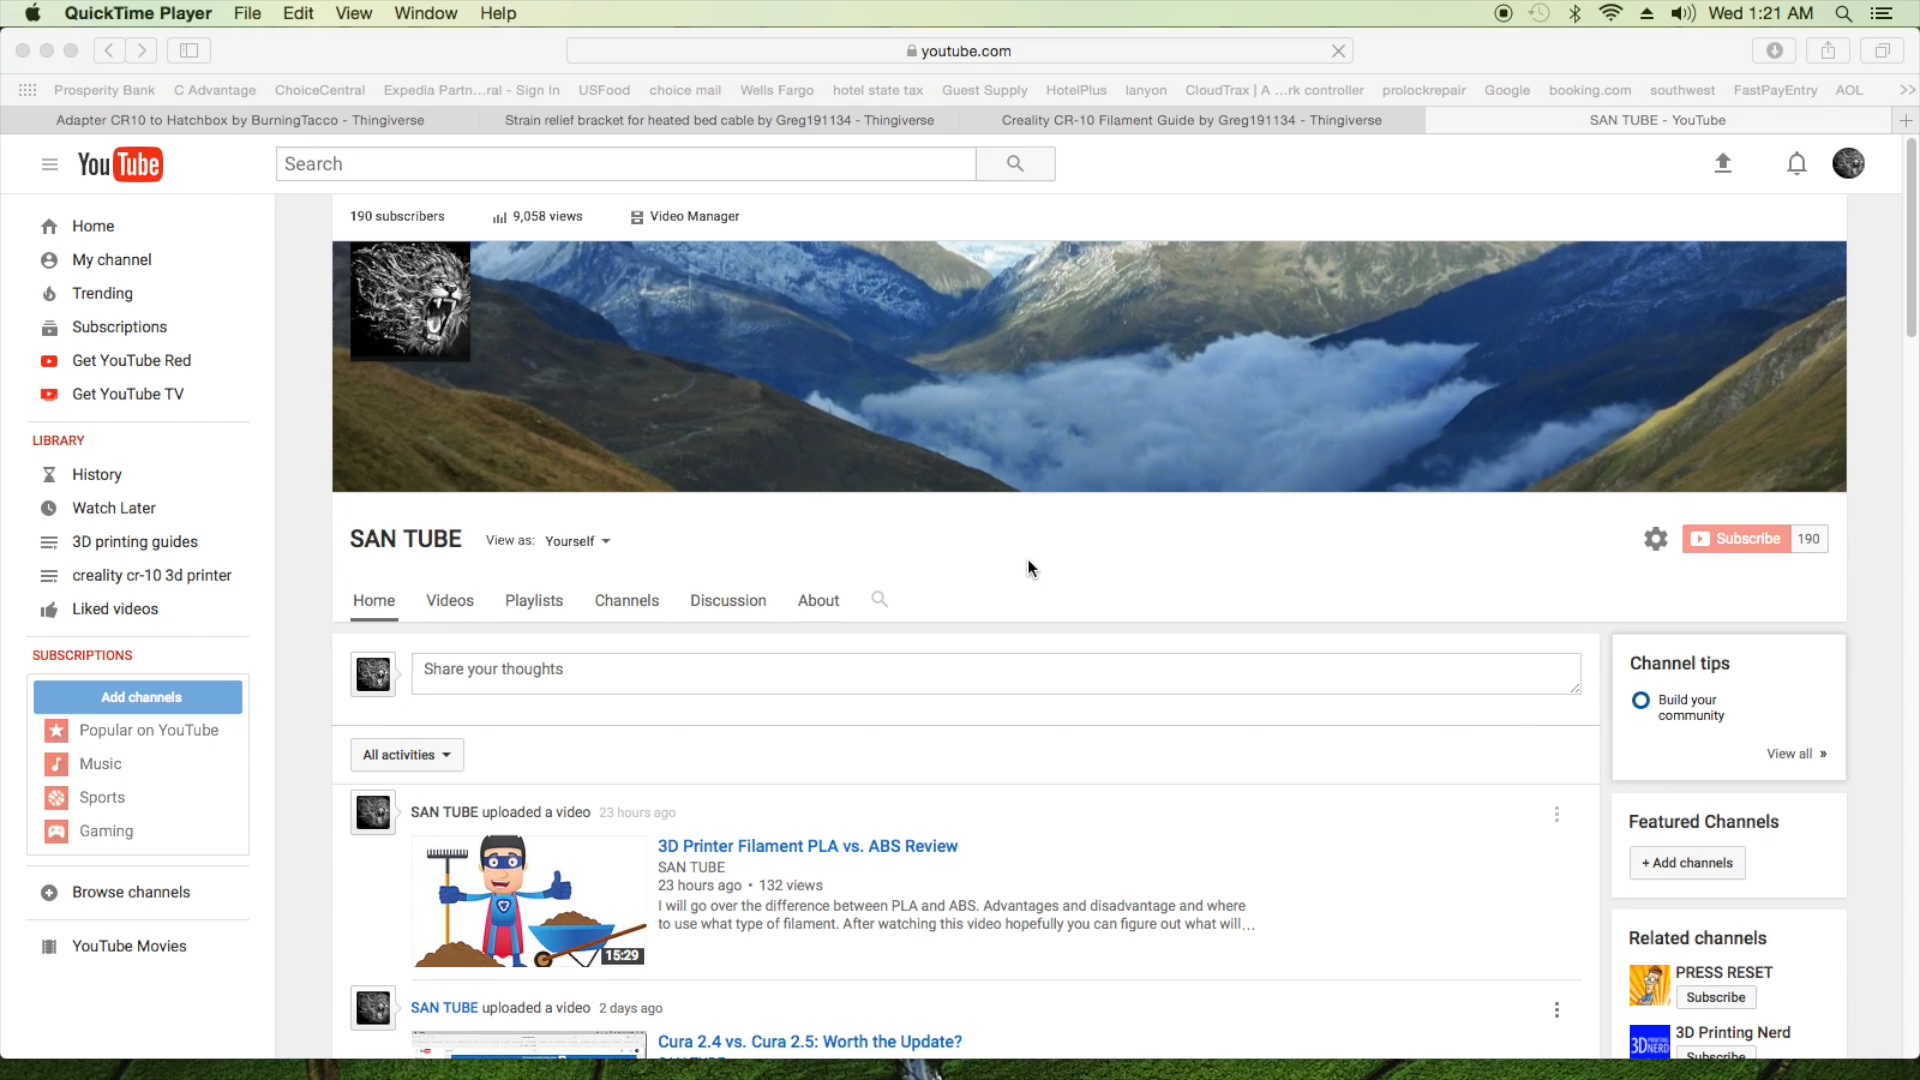 QuickTime Player File Edit View Window Help Wed 1:21 AM
youtube.com
Prosperity Bank C Advantage ChoiceCentral Expedia Partn...ral - Sign In USFood choice mail Wells Fargo hotel state tax Guest Supply HotelPlus lanyon CloudTrax | A ...rk controller prolockrepair Google booking.com southwest FastPayEntry AOL >>
Adapter CR10 to Hatchbox by BurningTacco - Thingiverse Strain relief bracket for heated bed cable by Greg191134 - Thingiverse Creality CR-10 Filament Guide by Greg191134 - Thingiverse SAN TUBE - YouTube
YouTube Search
190 subscribers 9,058 views Video Manager
Home
My channel
Trending
Subscriptions
Get YouTube Red
Get YouTube TV
LIBRARY
History
Watch Later
3D printing guides
creality cr-10 3d printer
Liked videos
SUBSCRIPTIONS
Add channels
Popular on YouTube
Music
Sports
Gaming
Browse channels
YouTube Movies
SAN TUBE View as: Yourself
Subscribe 190
Home Videos Playlists Channels Discussion About
Share your thoughts
All activities
SAN TUBE uploaded a video 23 hours ago
15:29
3D Printer Filament PLA vs. ABS Review
SAN TUBE
23 hours ago • 132 views
I will go over the difference between PLA and ABS. Advantages and disadvantage and where
to use what type of filament. After watching this video hopefully you can figure out what will...
SAN TUBE uploaded a video 2 days ago
Cura 2.4 vs. Cura 2.5: Worth the Update?
Channel tips
Build your
community
View all »
Featured Channels
+ Add channels
Related channels
PRESS RESET
Subscribe
3D Printing Nerd
3D NERD
Subscribe